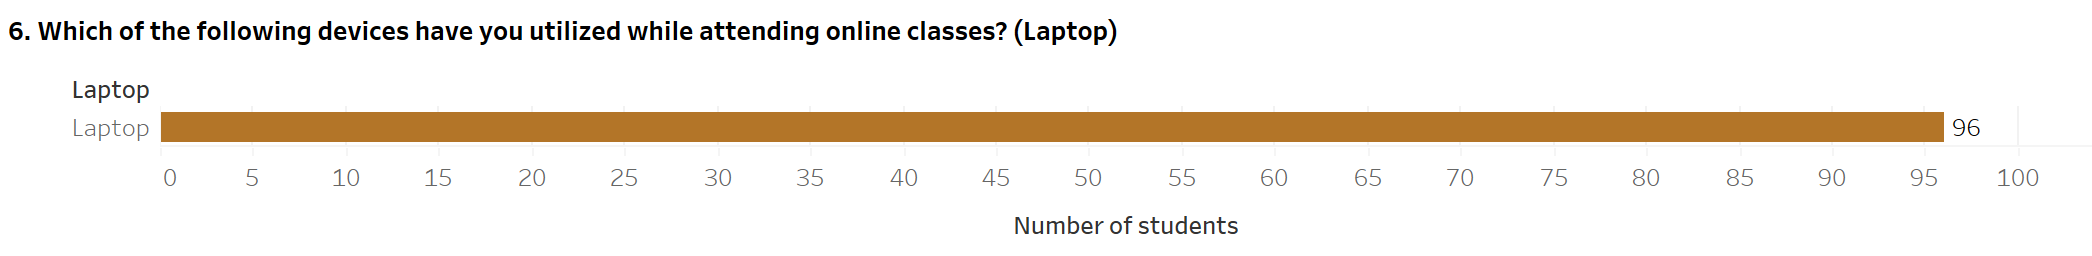 6. Which of the following devices have you utilized while attending online classes? (Laptop)
Laptop
Laptop 96
0 5 10 15 20 25 30 35 40 45 50 55 60 65 70 75 80 85 90 95 100
Number of students